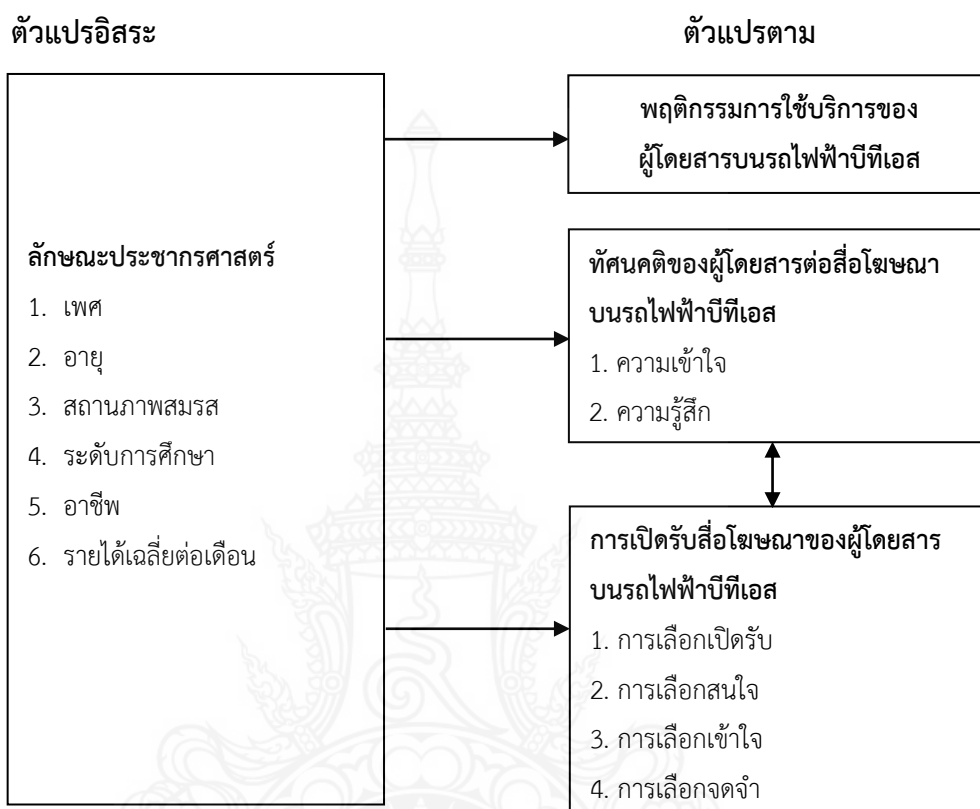 ตัวแปรอิสระ
ตัวแปรตาม
ลักษณะประชากรศาสตร์
1. เพศ
2. อายุ
3. สถานภาพสมรส
4. ระดับการศึกษา
5. อาชีพ
6. รายได้เฉลี่ยต่อเดือน
พฤติกรรมการใช้บริการของ
ผู้โดยสารบนรถไฟฟ้าบีทีเอส
ทัศนคติของผู้โดยสารต่อสื่อโฆษณา
บนรถไฟฟ้าบีทีเอส
1. ความเข้าใจ
2. ความรู้สึก
การเปิดรับสื่อโฆษณาของผู้โดยสาร
บนรถไฟฟ้าบีทีเอส
1. การเลือกเปิดรับ
2. การเลือกสนใจ
3. การเลือกเข้าใจ
4. การเลือกจดจำ